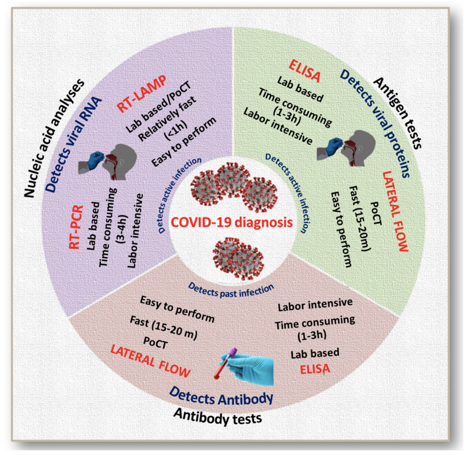 COVID-19 diagnosis
Nucleic acid analyses
Detects viral RNA
Detects active infection
RT-LAMP
Lab based/PoCT
Relatively fast
(<1h)
Easy to perform
RT-PCR
Lab based
Time consuming
(3-4h)
Labor intensive
Antigen tests
Detects viral proteins
Detects active infection
ELISA
Lab based
Time consuming
(1-3h)
Labor intensive
LATERAL FLOW
PoCT
Fast (15-20m)
Easy to perform
Detects past infection
Easy to perform
Fast (15-20 m)
PoCT
LATERAL FLOW
Labor intensive
Time consuming
(1-3h)
Lab based
ELISA
Detects Antibody
Antibody tests